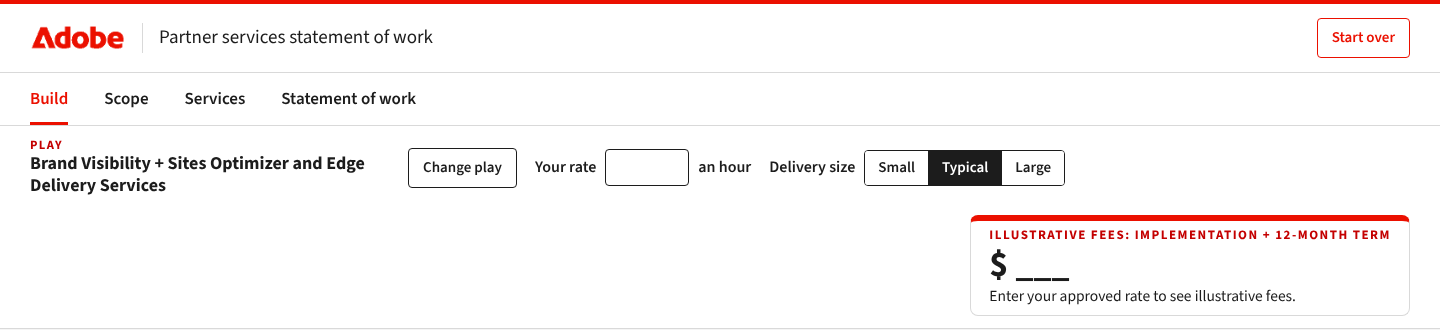 Adobe
Partner services statement of work
Start over
Build
Scope
Services
Statement of work
PLAY
Brand Visibility + Sites Optimizer and Edge
Delivery Services
Change play
Your rate
an hour
Delivery size
Small
Typical
Large
ILLUSTRATIVE FEES: IMPLEMENTATION + 12-MONTH TERM
$ ___
Enter your approved rate to see illustrative fees.